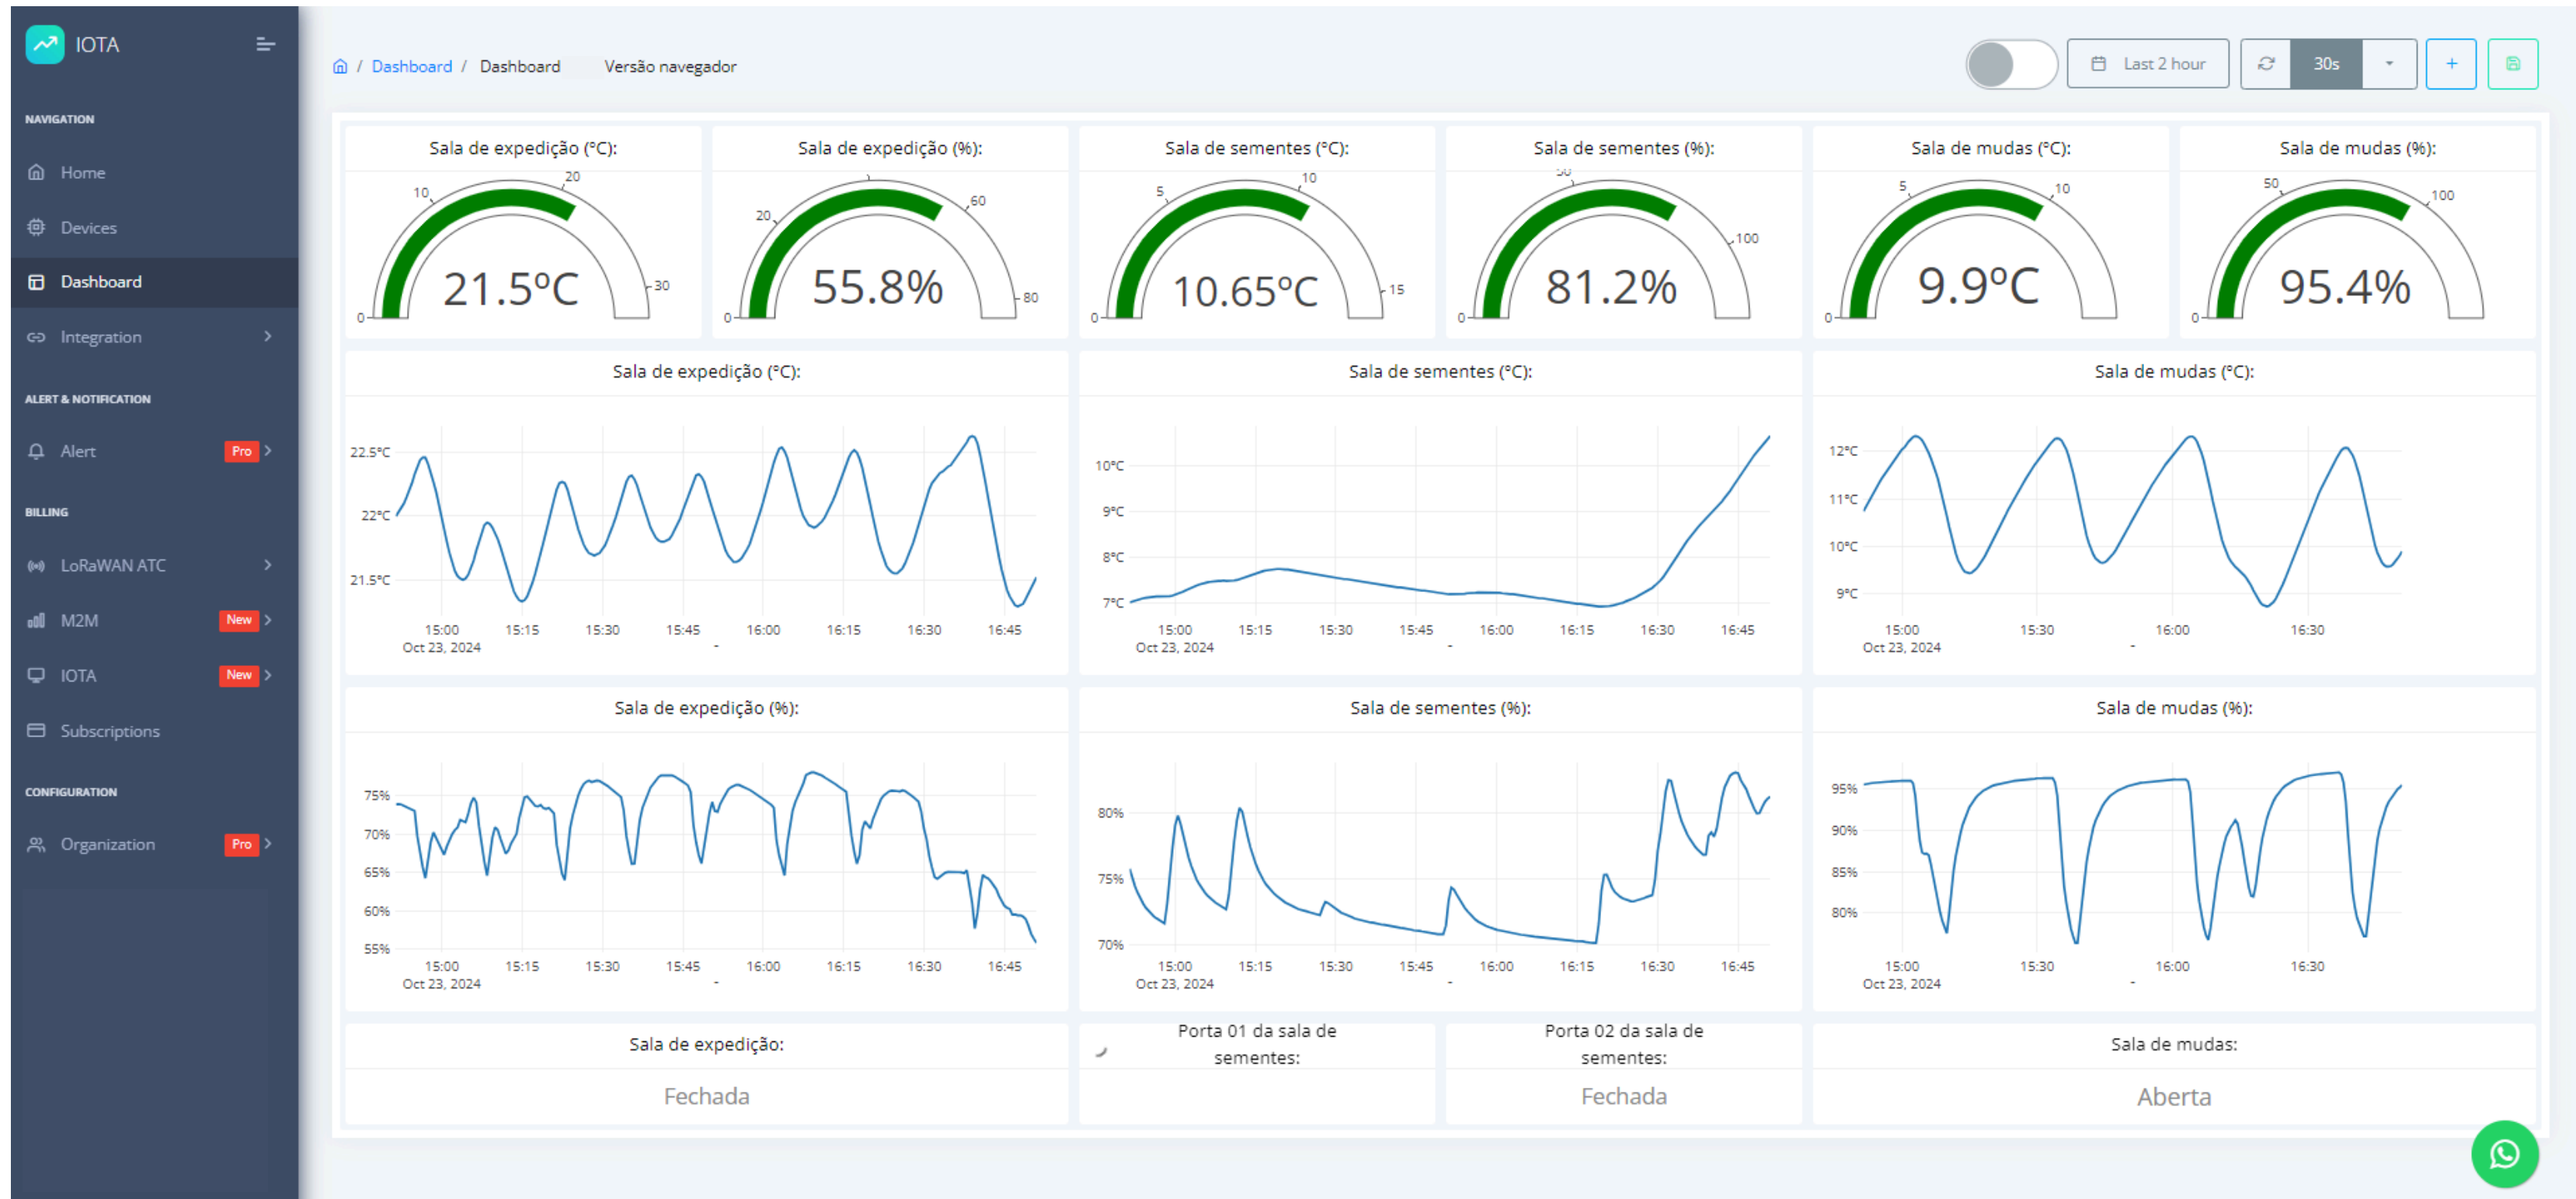 IOTA
NAVIGATION
Home
Devices
Dashboard
Integration
ALERT & NOTIFICATION
Alert Pro
BILLING
LoRaWAN ATC
M2M New
IOTA New
Subscriptions
CONFIGURATION
Organization Pro
/ Dashboard / Dashboard Versão navegador
Last 2 hour 30s +
Sala de expedição (°C):
0 10 20 30
21.5°C
Sala de expedição (%):
0 20 60 80
55.8%
Sala de sementes (°C):
0 5 10 15
10.65°C
Sala de sementes (%):
0 50 100
81.2%
Sala de mudas (°C):
0 5 10
9.9°C
Sala de mudas (%):
0 50 100
95.4%
Sala de expedição (°C):
22.5°C
22°C
21.5°C
15:00 15:15 15:30 15:45 16:00 16:15 16:30 16:45
Oct 23, 2024 -
Sala de sementes (°C):
10°C
9°C
8°C
7°C
15:00 15:15 15:30 15:45 16:00 16:15 16:30 16:45
Oct 23, 2024 -
Sala de mudas (°C):
12°C
11°C
10°C
9°C
15:00 15:30 16:00 16:30
Oct 23, 2024 -
Sala de expedição (%):
75%
70%
65%
60%
55%
15:00 15:15 15:30 15:45 16:00 16:15 16:30 16:45
Oct 23, 2024 -
Sala de sementes (%):
80%
75%
70%
15:00 15:15 15:30 15:45 16:00 16:15 16:30 16:45
Oct 23, 2024 -
Sala de mudas (%):
95%
90%
85%
80%
15:00 15:30 16:00 16:30
Oct 23, 2024 -
Sala de expedição:
Fechada
Porta 01 da sala de
sementes:
Porta 02 da sala de
sementes:
Fechada
Sala de mudas:
Aberta